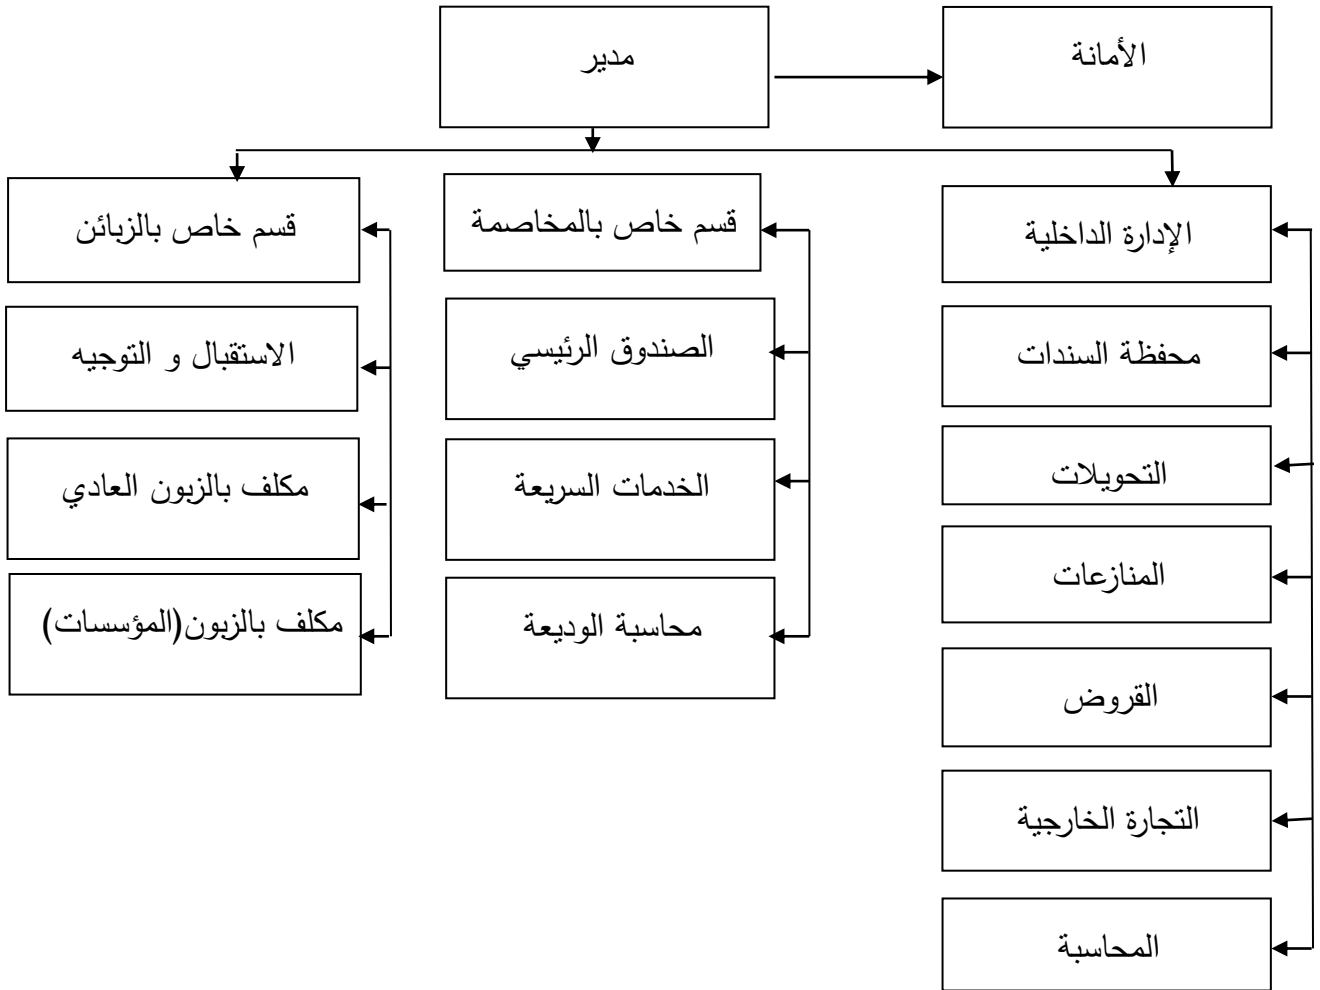 مدير
الأمانة
الإدارة الداخلية
محفظة السندات
التحويلات
المنازعات
القروض
التجارة الخارجية
المحاسبة
قسم خاص بالمخاصمة
الصندوق الرئيسي
الخدمات السريعة
محاسبة الوديعة
قسم خاص بالزبائن
الاستقبال و التوجيه
مكلف بالزبون العادي
مكلف بالزبون(المؤسسات)